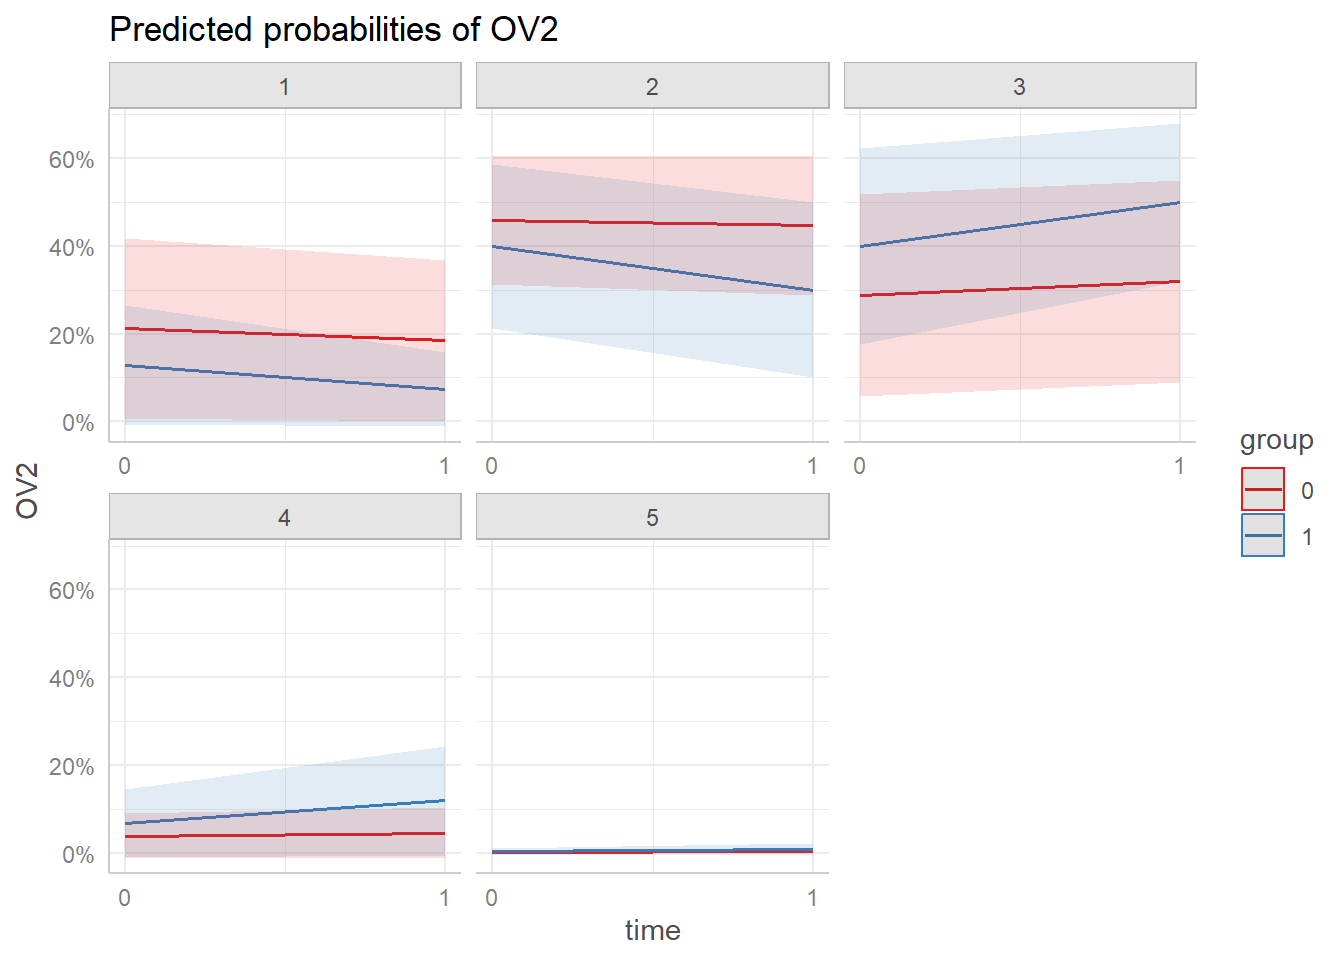 Predicted probabilities of OV2
1 2 3
60%
40%
20%
0%
0 1 0 1 0 1
OV2
group
0
1
4 5
60%
40%
20%
0%
0 1 0 1
time